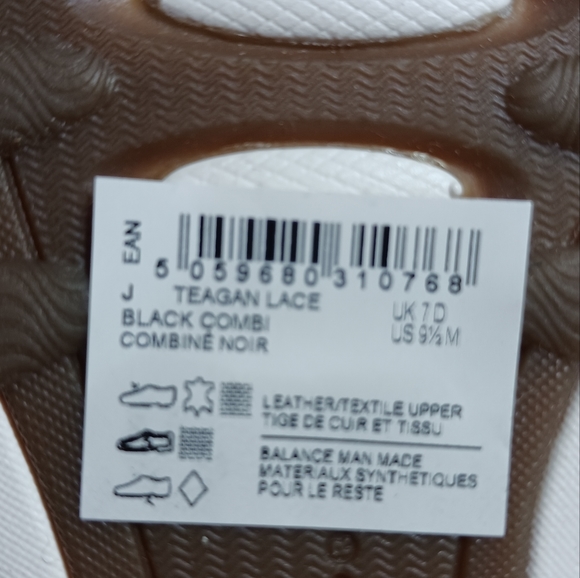 EAN
5 059680 310768
J TEAGAN LACE
BLACK COMBI
COMBINÉ NOIR
UK 7 D
US 9½ M
LEATHER/TEXTILE UPPER
TIGE DE CUIR ET TISSU
BALANCE MAN MADE
MATERIAUX SYNTHETIQUES
POUR LE RESTE